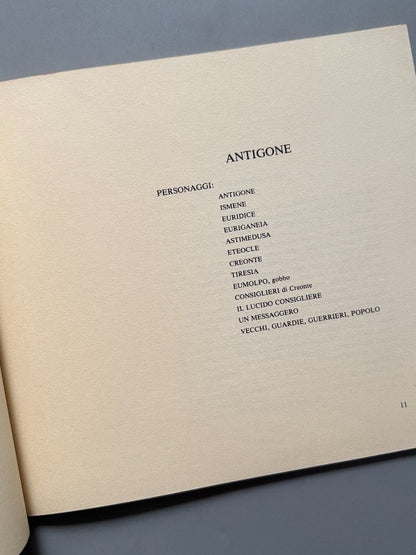 ANTIGONE
PERSONAGGI:
ANTIGONE
ISMENE
EURIDICE
EURIGANEIA
ASTIMEDUSA
ETEOCLE
CREONTE
TIRESIA
EUMOLPO, gobbo
CONSIGLIERI di Creonte
IL LUCIDO CONSIGLIERE
UN MESSAGGERO
VECCHI, GUARDIE, GUERRIERI, POPOLO
11